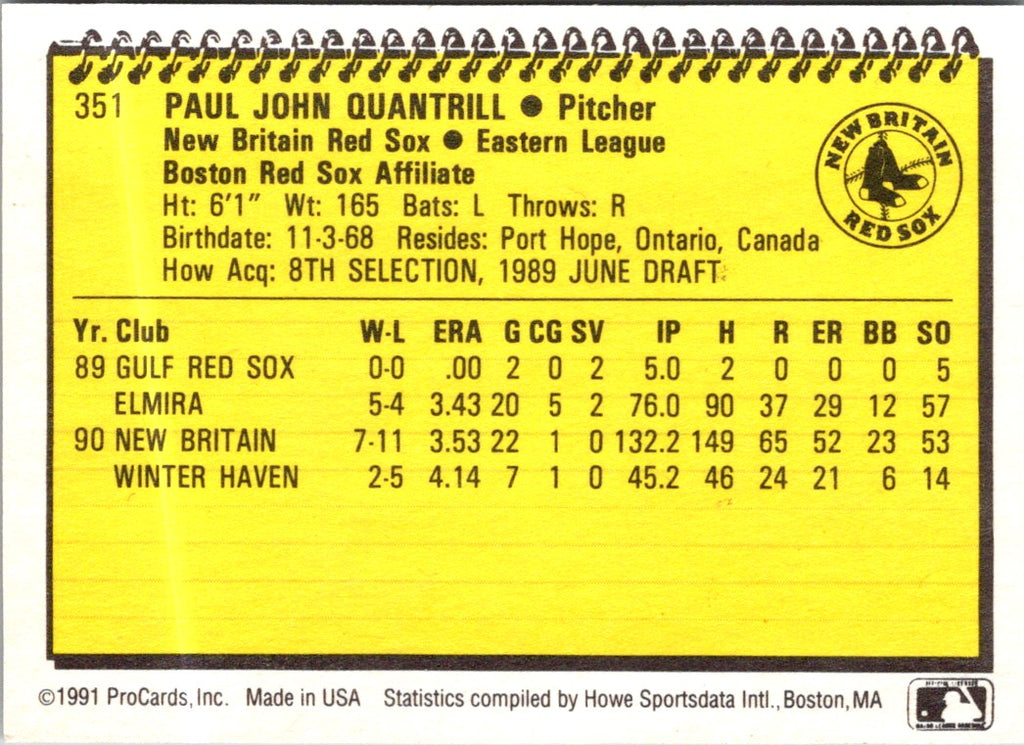 351 PAUL JOHN QUANTRILL ● Pitcher
New Britain Red Sox ● Eastern League
Boston Red Sox Affiliate
Ht: 6'1" Wt: 165 Bats: L Throws: R
Birthdate: 11-3-68 Resides: Port Hope, Ontario, Canada
How Acq: 8TH SELECTION, 1989 JUNE DRAFT
NEW BRITAIN
RED SOX
Yr. Club W-L ERA G CG SV IP H R ER BB SO
89 GULF RED SOX 0-0 .00 2 0 2 5.0 2 0 0 0 5
ELMIRA 5-4 3.43 20 5 2 76.0 90 37 29 12 57
90 NEW BRITAIN 7-11 3.53 22 1 0 132.2 149 65 52 23 53
WINTER HAVEN 2-5 4.14 7 1 0 45.2 46 24 21 6 14
©1991 ProCards, Inc. Made in USA Statistics compiled by Howe Sportsdata Intl., Boston, MA